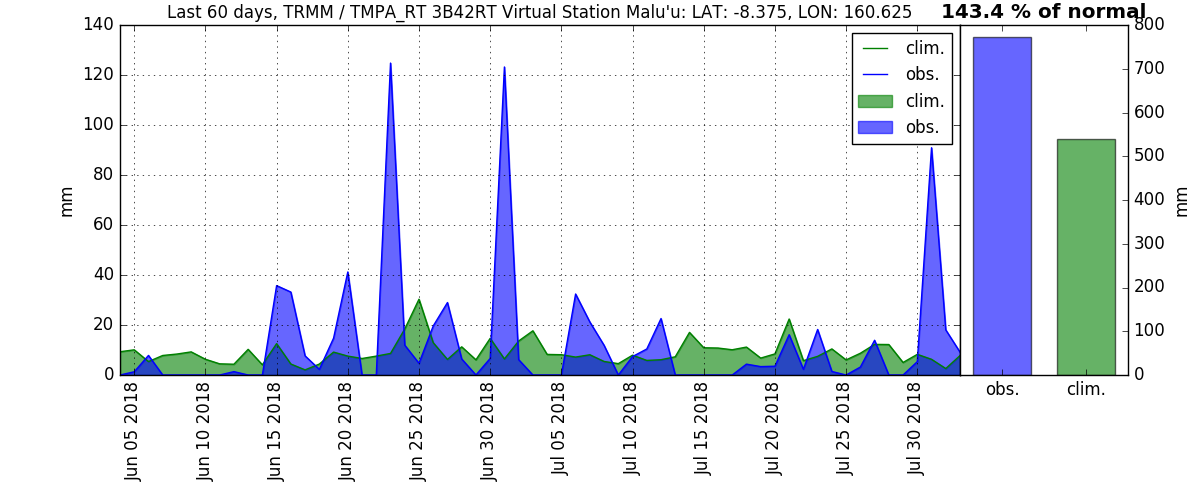 Last 60 days, TRMM / TMPA_RT 3B42RT Virtual Station Malu'u: LAT: -8.375, LON: 160.625
143.4 % of normal
140
120
100
80
60
40
20
0
mm
clim.
obs.
clim.
obs.
Jun 05 2018
Jun 10 2018
Jun 15 2018
Jun 20 2018
Jun 25 2018
Jun 30 2018
Jul 05 2018
Jul 10 2018
Jul 15 2018
Jul 20 2018
Jul 25 2018
Jul 30 2018
800
700
600
500
400
300
200
100
0
mm
obs.
clim.